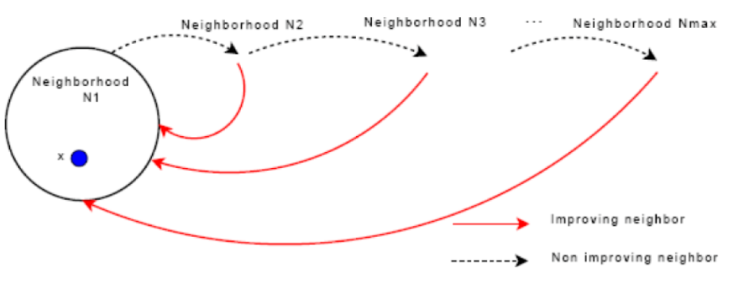 Neighborhood N2
Neighborhood N3
...
Neighborhood Nmax
Neighborhood
N1
x
Improving neighbor
Non improving neighbor